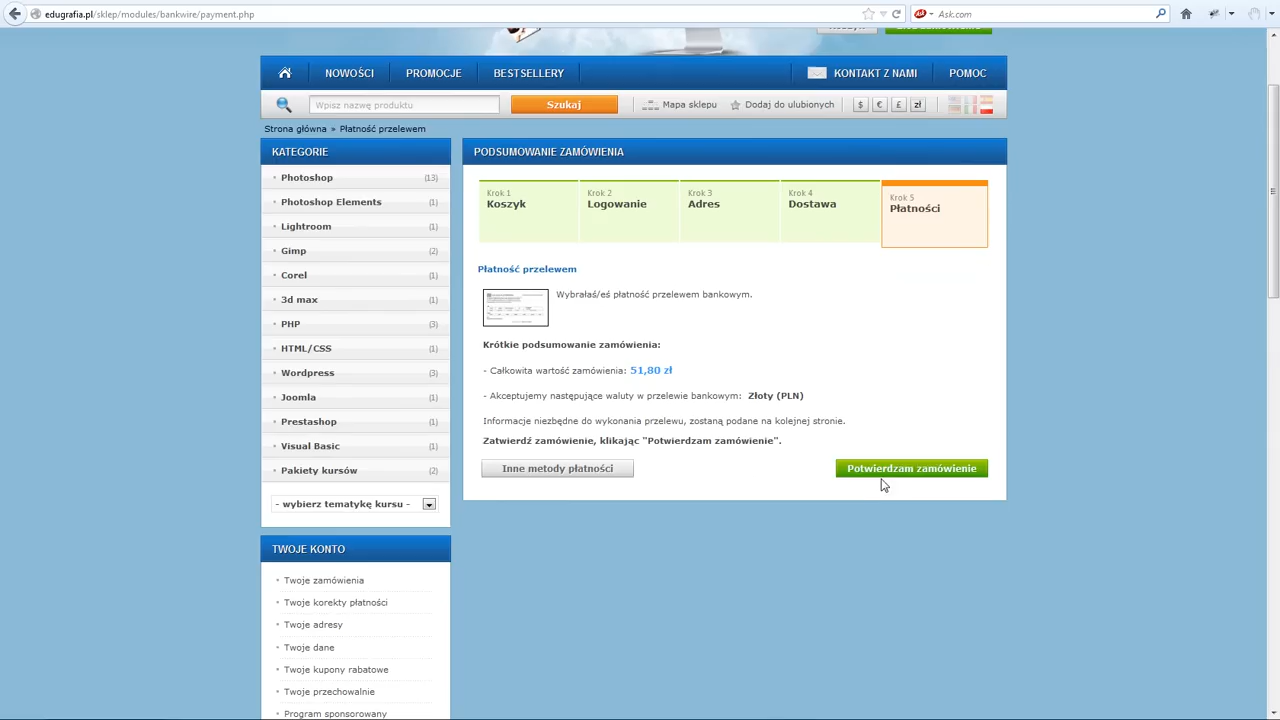 edugrafia.pl/sklep/modules/bankwire/payment.php
Ask.com
NOWOŚCI
PROMOCJE
BESTSELLERY
KONTAKT Z NAMI
POMOC
Wpisz nazwę produktu
Szukaj
Mapa sklepu
Dodaj do ulubionych
$
€
£
zł
Strona główna » Płatność przelewem
KATEGORIE
Photoshop (13)
Photoshop Elements (1)
Lightroom (1)
Gimp (2)
Corel (1)
3d max (1)
PHP (3)
HTML/CSS (1)
Wordpress (3)
Joomla (1)
Prestashop (1)
Visual Basic (1)
Pakiety kursów (2)
- wybierz tematykę kursu -
TWOJE KONTO
Twoje zamówienia
Twoje korekty płatności
Twoje adresy
Twoje dane
Twoje kupony rabatowe
Twoje przechowalnie
Program sponsorowany
PODSUMOWANIE ZAMÓWIENIA
Krok 1
Koszyk
Krok 2
Logowanie
Krok 3
Adres
Krok 4
Dostawa
Krok 5
Płatności
Płatność przelewem
Wybrałaś/eś płatność przelewem bankowym.
Krótkie podsumowanie zamówienia:
- Całkowita wartość zamówienia: 51,80 zł
- Akceptujemy następujące waluty w przelewie bankowym: Złoty (PLN)
Informacje niezbędne do wykonania przelewu, zostaną podane na kolejnej stronie.
Zatwierdź zamówienie, klikając "Potwierdzam zamówienie".
Inne metody płatności
Potwierdzam zamówienie